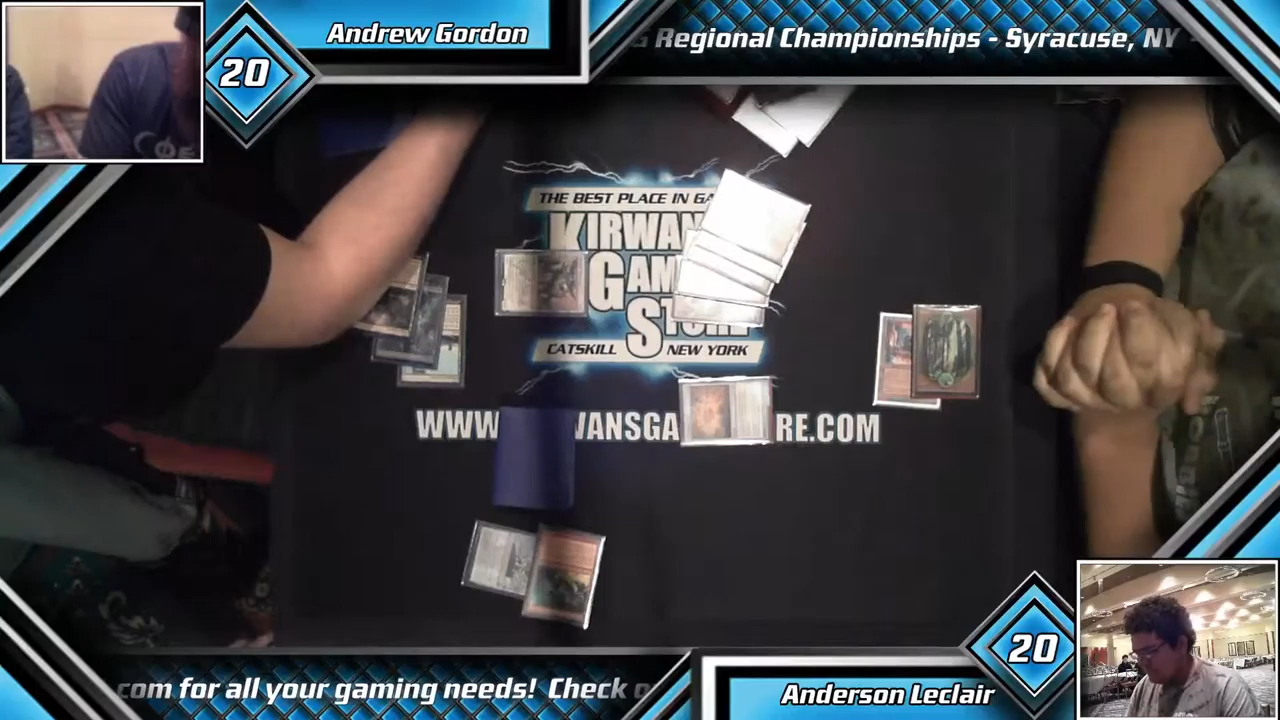 Andrew Gordon
20
Regional Championships - Syracuse, NY -
THE BEST PLACE IN GA
KIRWAN
GAM
STORE
CATSKILL NEW YORK
WWW. VANSGA RE.COM
com for all your gaming needs! Check o
20
Anderson Leclair